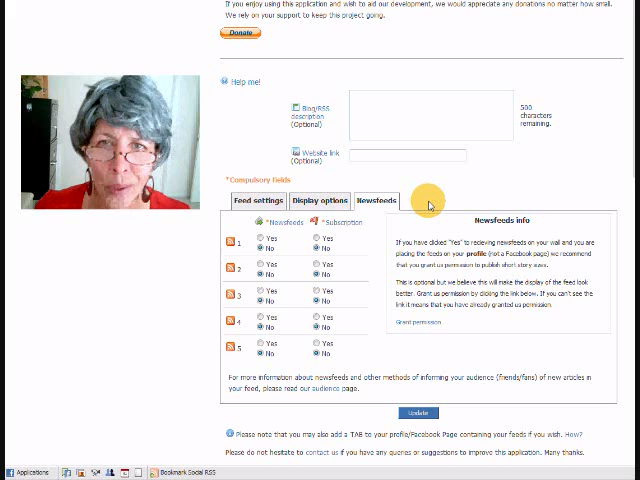 If you enjoy using this application and wish to aid our development, we would appreciate any donations no matter how small.
We rely on your support to keep this project going.
Donate
Help me!
Blog/RSS
description
(Optional)
500
characters
remaining.
Website link
(Optional)
*Compulsory fields
Feed settings
Display options
Newsfeeds
*Newsfeeds
*Subscription
Newsfeeds info
1
Yes
Yes
No
No
If you have clicked "Yes" to recieving newsfeeds on your wall and you are
placing the feeds on your profile (not a Facebook page) we recommend
that you grant us permission to publish short story sizes.
2
Yes
Yes
No
No
This is optional but we believe this will make the display of the feed look
better. Grant us permission by clicking the link below. If you can't see the
link it means that you have already granted us permission.
3
Yes
Yes
No
No
Grant permission
4
Yes
Yes
No
No
5
Yes
Yes
No
No
For more information about newsfeeds and other methods of informing your audience (friends/fans) of new articles in
your feed, please read our audience page.
Update
Please note that you may also add a TAB to your profile/Facebook Page containing your feeds if you wish. How?
Please do not hesitate to contact us if you have any queries or suggestions to improve this application. Many thanks.
Applications
Bookmark Social RSS